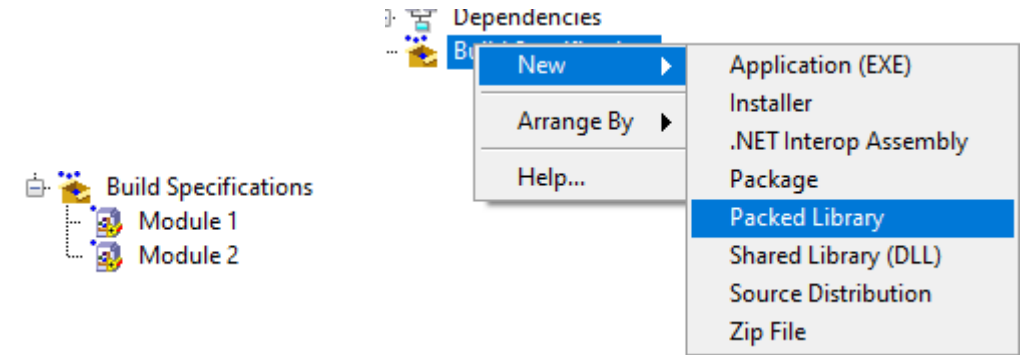 Dependencies
New
Arrange By
Help...
Application (EXE)
Installer
.NET Interop Assembly
Package
Packed Library
Shared Library (DLL)
Source Distribution
Zip File
Build Specifications
Module 1
Module 2